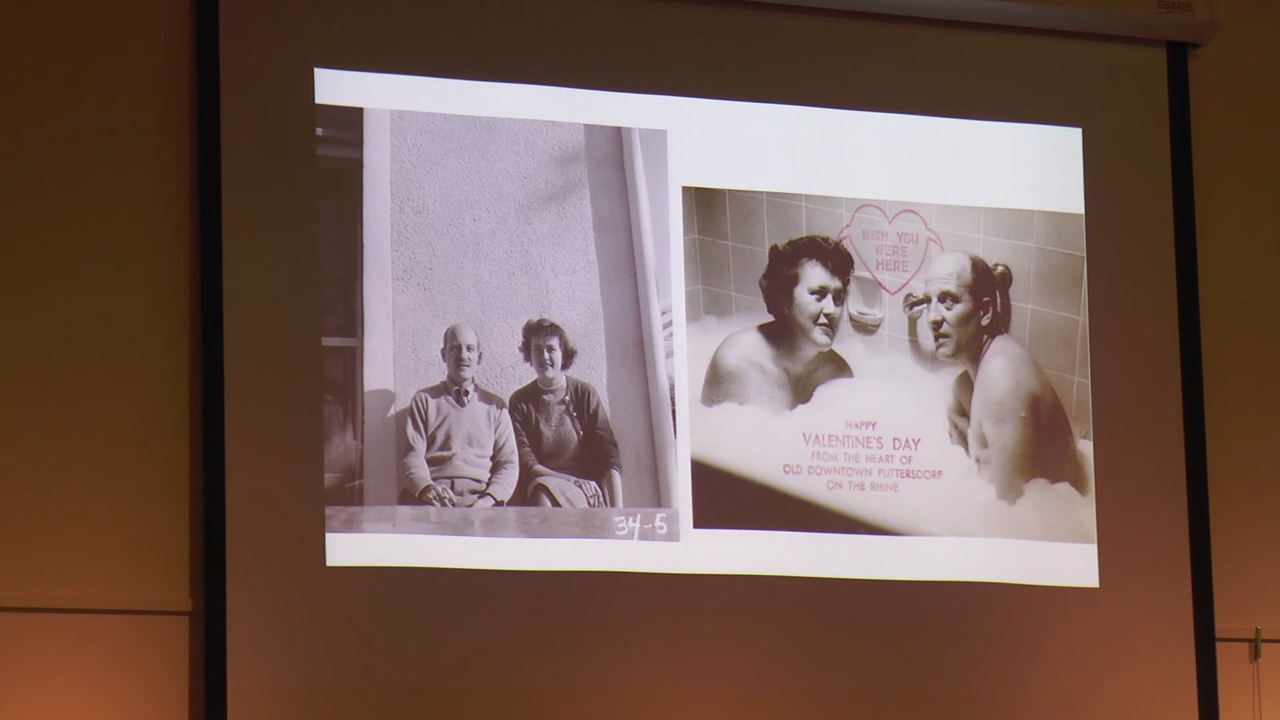 34-5
WISH YOU
WERE
HERE
HAPPY
VALENTINE'S DAY
FROM THE HEART OF
OLD DOWNTOWN PLITTERSDORF
ON THE RHINE